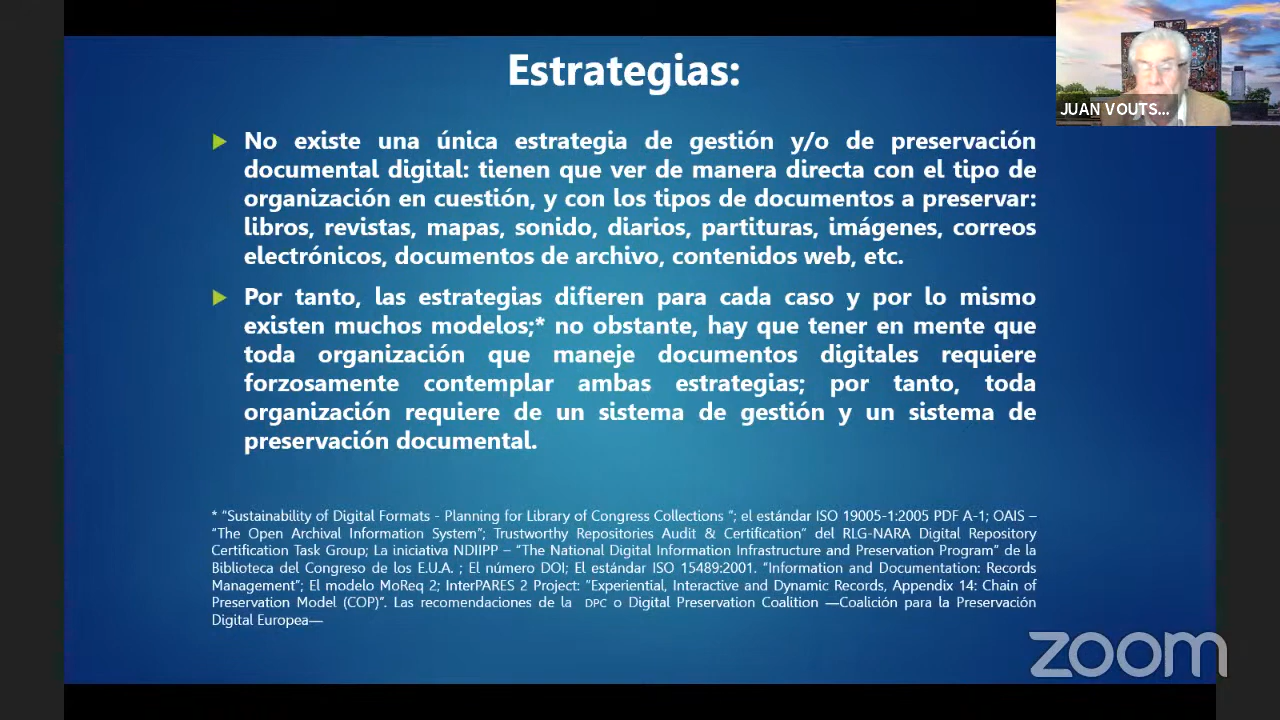 Estrategias:
JUAN VOUTS...
No existe una única estrategia de gestión y/o de preservación
documental digital: tienen que ver de manera directa con el tipo de
organización en cuestión, y con los tipos de documentos a preservar:
libros, revistas, mapas, sonido, diarios, partituras, imágenes, correos
electrónicos, documentos de archivo, contenidos web, etc.
Por tanto, las estrategias difieren para cada caso y por lo mismo
existen muchos modelos;* no obstante, hay que tener en mente que
toda organización que maneje documentos digitales requiere
forzosamente contemplar ambas estrategias; por tanto, toda
organización requiere de un sistema de gestión y un sistema de
preservación documental.
* "Sustainability of Digital Formats - Planning for Library of Congress Collections "; el estándar ISO 19005-1:2005 PDF A-1; OAIS –
"The Open Archival Information System"; Trustworthy Repositories Audit & Certification" del RLG-NARA Digital Repository
Certification Task Group; La iniciativa NDIIPP – "The National Digital Information Infrastructure and Preservation Program" de la
Biblioteca del Congreso de los E.U.A. ; El número DOI; El estándar ISO 15489:2001. "Information and Documentation: Records
Management"; El modelo MoReq 2; InterPARES 2 Project: "Experiential, Interactive and Dynamic Records, Appendix 14: Chain of
Preservation Model (COP)". Las recomendaciones de la DPC o Digital Preservation Coalition —Coalición para la Preservación
Digital Europea—
zoom